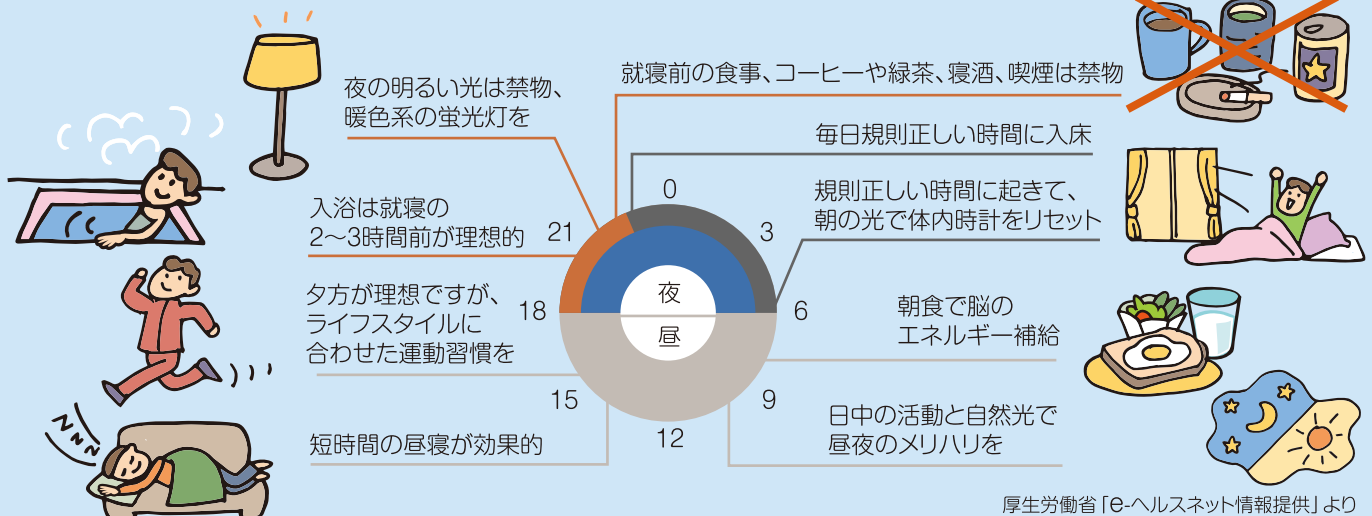 夜の明るい光は禁物、
暖色系の蛍光灯を
就寝前の食事、コーヒーや緑茶、寝酒、喫煙は禁物
毎日規則正しい時間に入床
規則正しい時間に起きて、
朝の光で体内時計をリセット
入浴は就寝の
2〜3時間前が理想的
夕方が理想ですが、
ライフスタイルに
合わせた運動習慣を
短時間の昼寝が効果的
朝食で脳の
エネルギー補給
日中の活動と自然光で
昼夜のメリハリを
0
3
6
9
12
15
18
21
夜
昼
zzz
厚生労働省「e-ヘルスネット情報提供」より